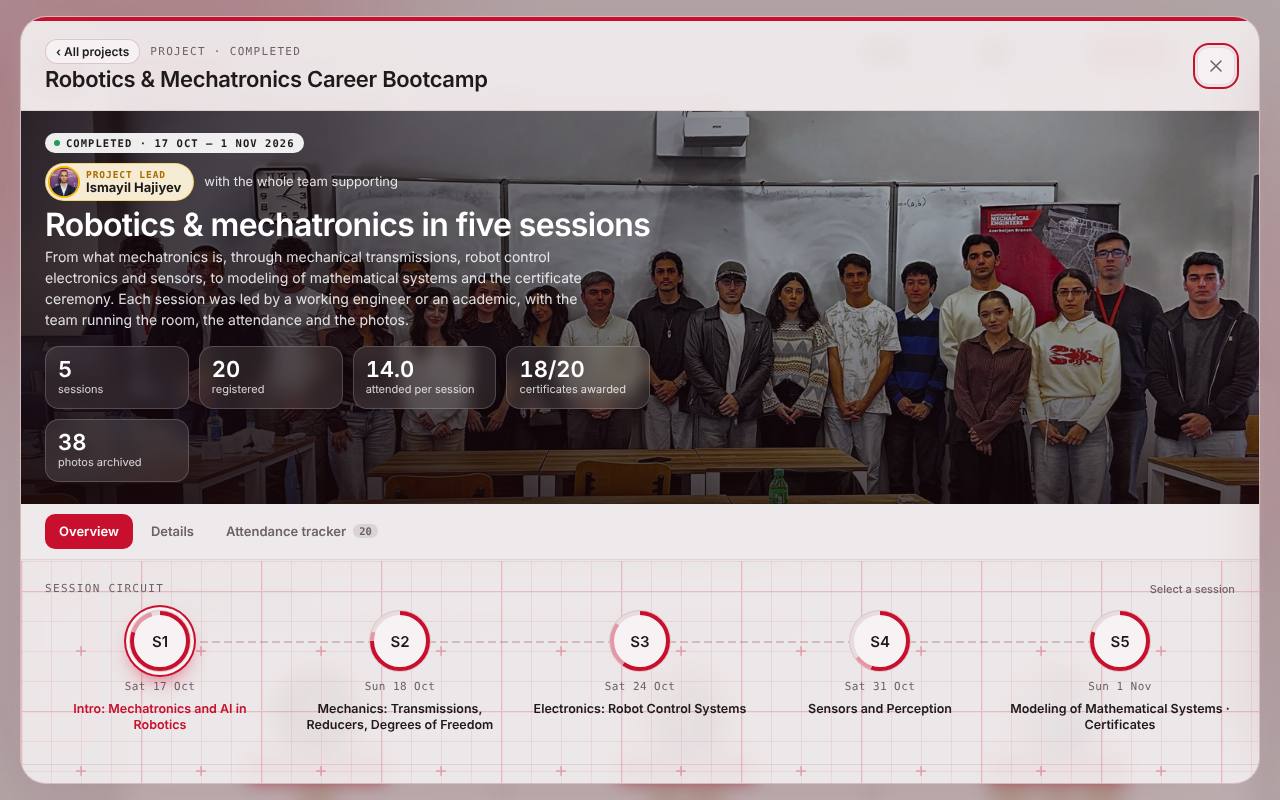 ‹ All projects
PROJECT · COMPLETED
Robotics & Mechatronics Career Bootcamp
COMPLETED · 17 OCT — 1 NOV 2026
PROJECT LEAD
Ismayil Hajiyev
with the whole team supporting
Robotics & mechatronics in five sessions
From what mechatronics is, through mechanical transmissions, robot control
electronics and sensors, to modeling of mathematical systems and the certificate
ceremony. Each session was led by a working engineer or an academic, with the
team running the room, the attendance and the photos.
5
sessions
20
registered
14.0
attended per session
18/20
certificates awarded
38
photos archived
MECHANICAL
ENGINEERS
Azerbaijan Branch
Overview
Details
Attendance tracker 20
SESSION CIRCUIT
Select a session
S1
S2
S3
S4
S5
Sat 17 Oct
Sun 18 Oct
Sat 24 Oct
Sat 31 Oct
Sun 1 Nov
Intro: Mechatronics and AI in
Robotics
Mechanics: Transmissions,
Reducers, Degrees of Freedom
Electronics: Robot Control Systems
Sensors and Perception
Modeling of Mathematical Systems ·
Certificates